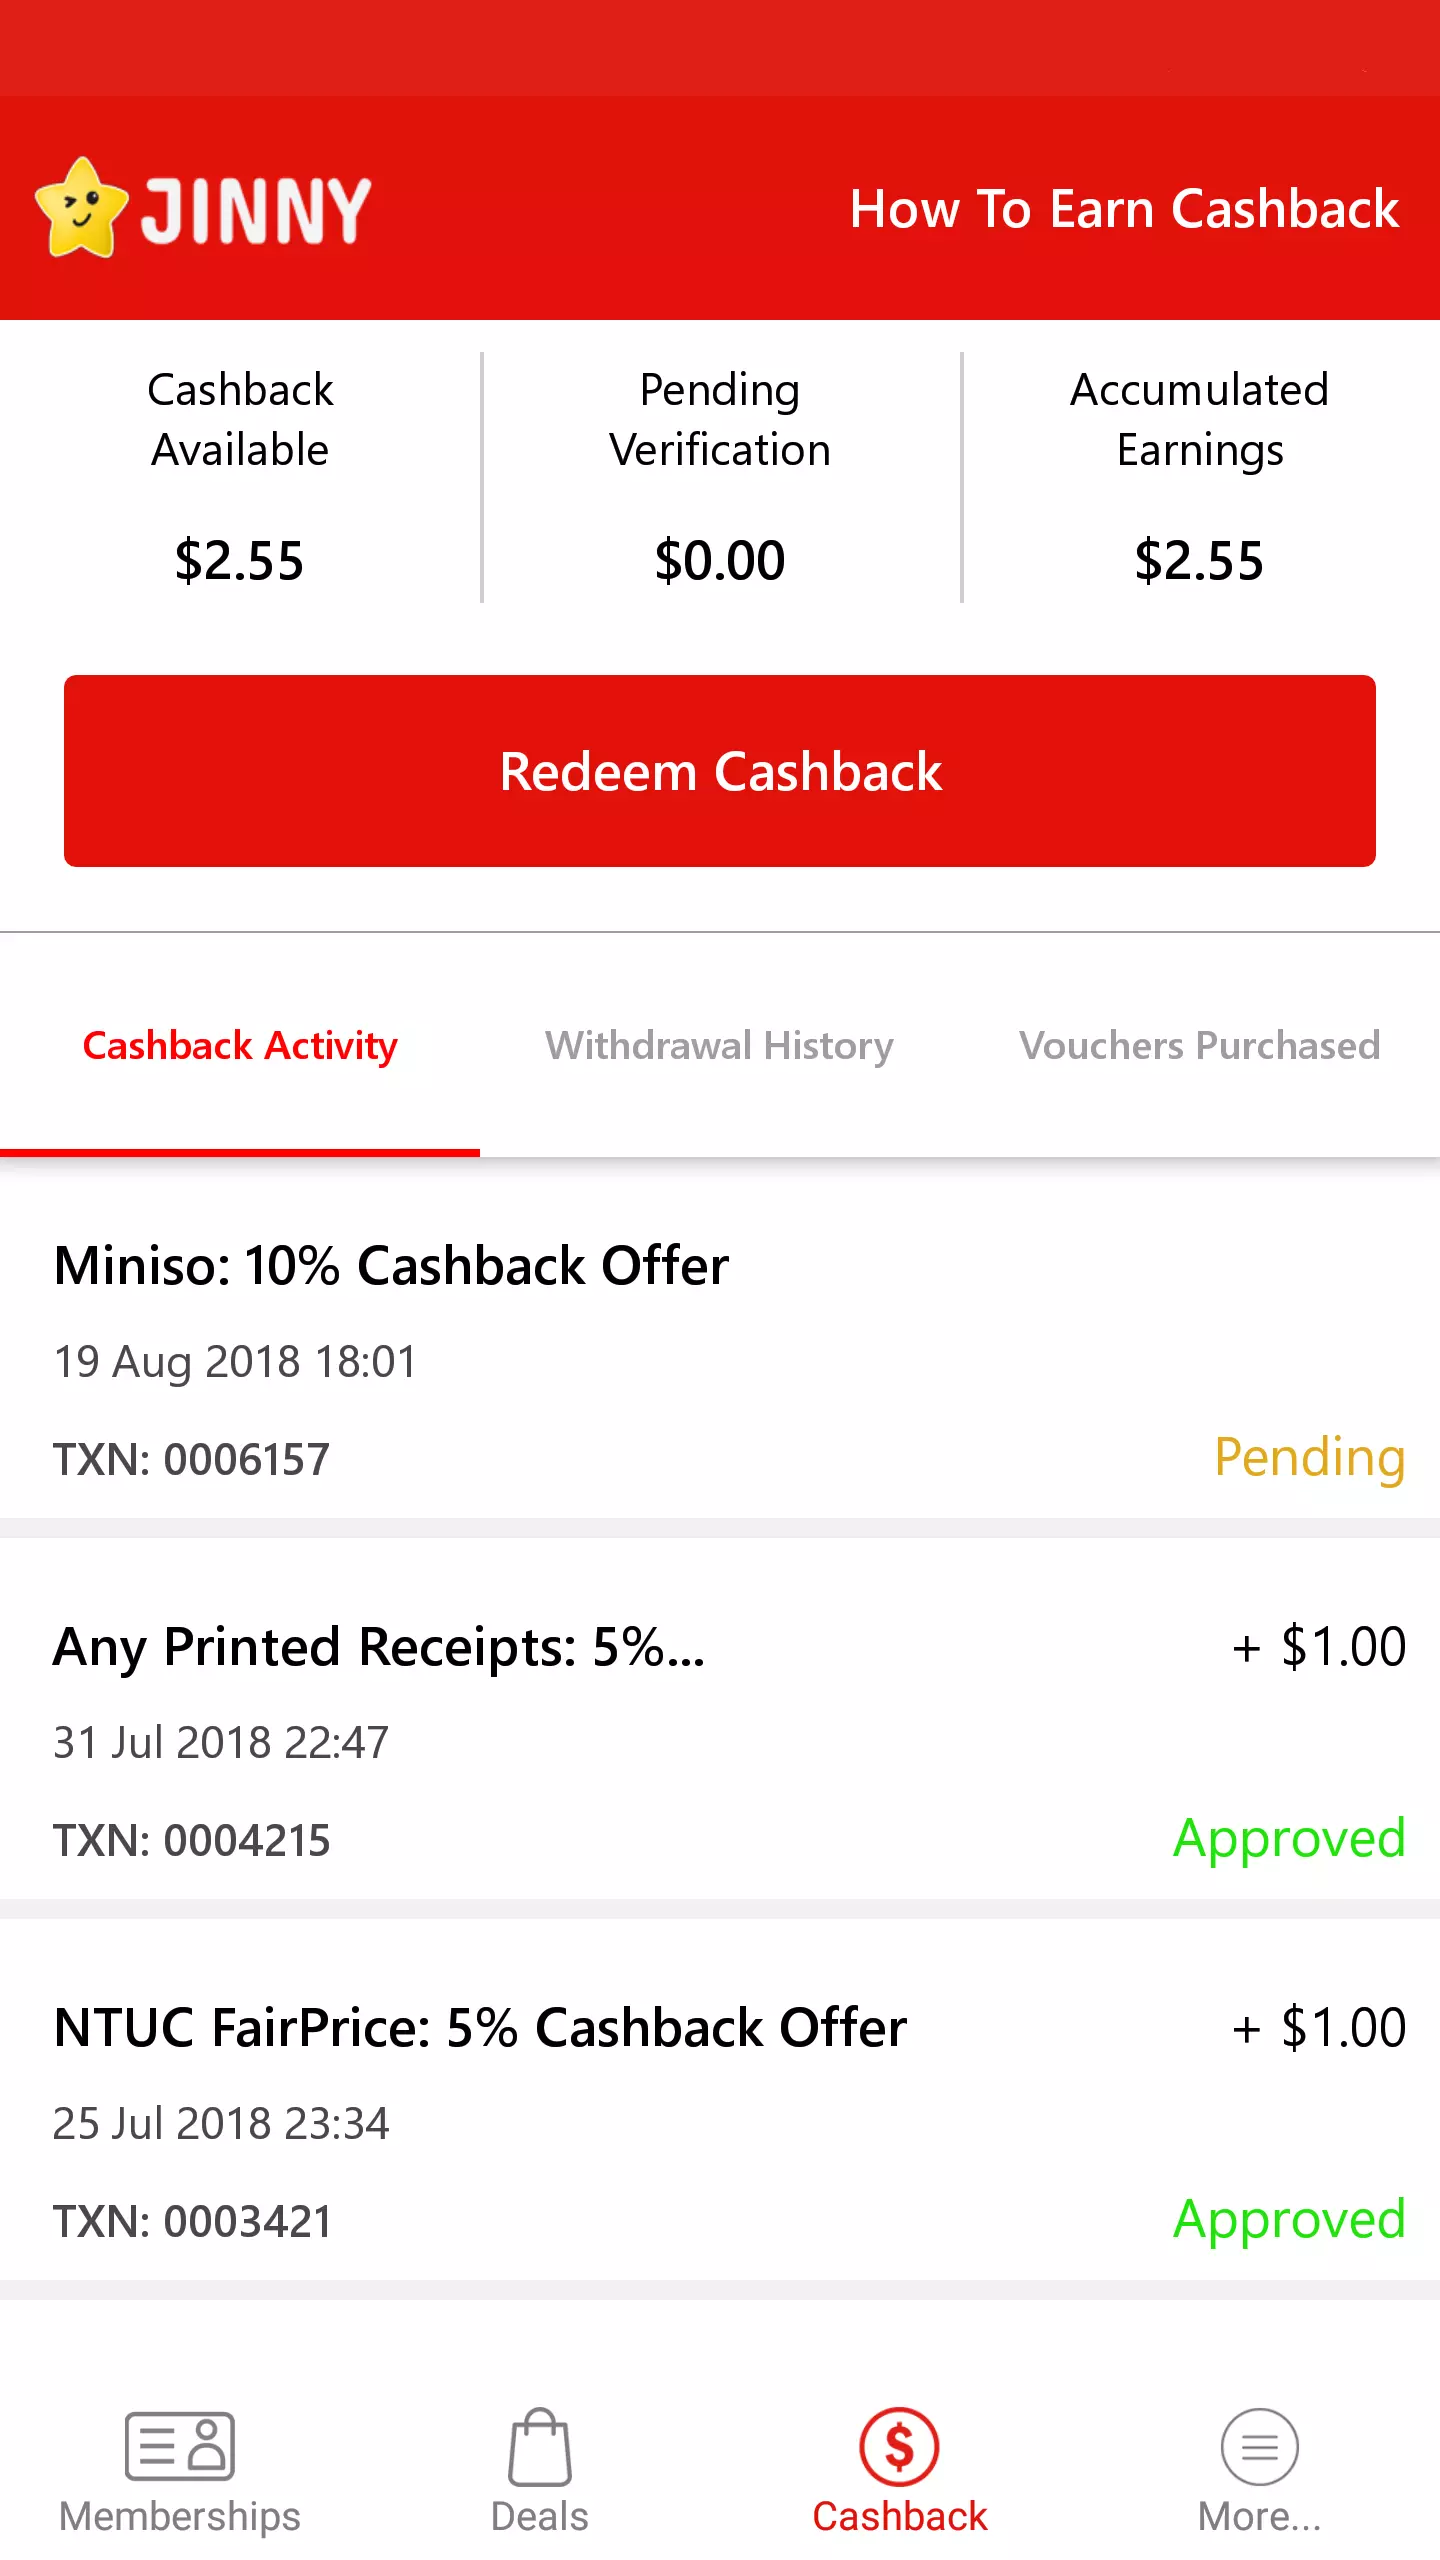 JINNY
How To Earn Cashback
Cashback
Available
$2.55
Pending
Verification
$0.00
Accumulated
Earnings
$2.55
Redeem Cashback
Cashback Activity
Withdrawal History
Vouchers Purchased
Miniso: 10% Cashback Offer
19 Aug 2018 18:01
TXN: 0006157
Pending
Any Printed Receipts: 5%...
+ $1.00
31 Jul 2018 22:47
TXN: 0004215
Approved
NTUC FairPrice: 5% Cashback Offer
+ $1.00
25 Jul 2018 23:34
TXN: 0003421
Approved
Memberships
Deals
Cashback
More...